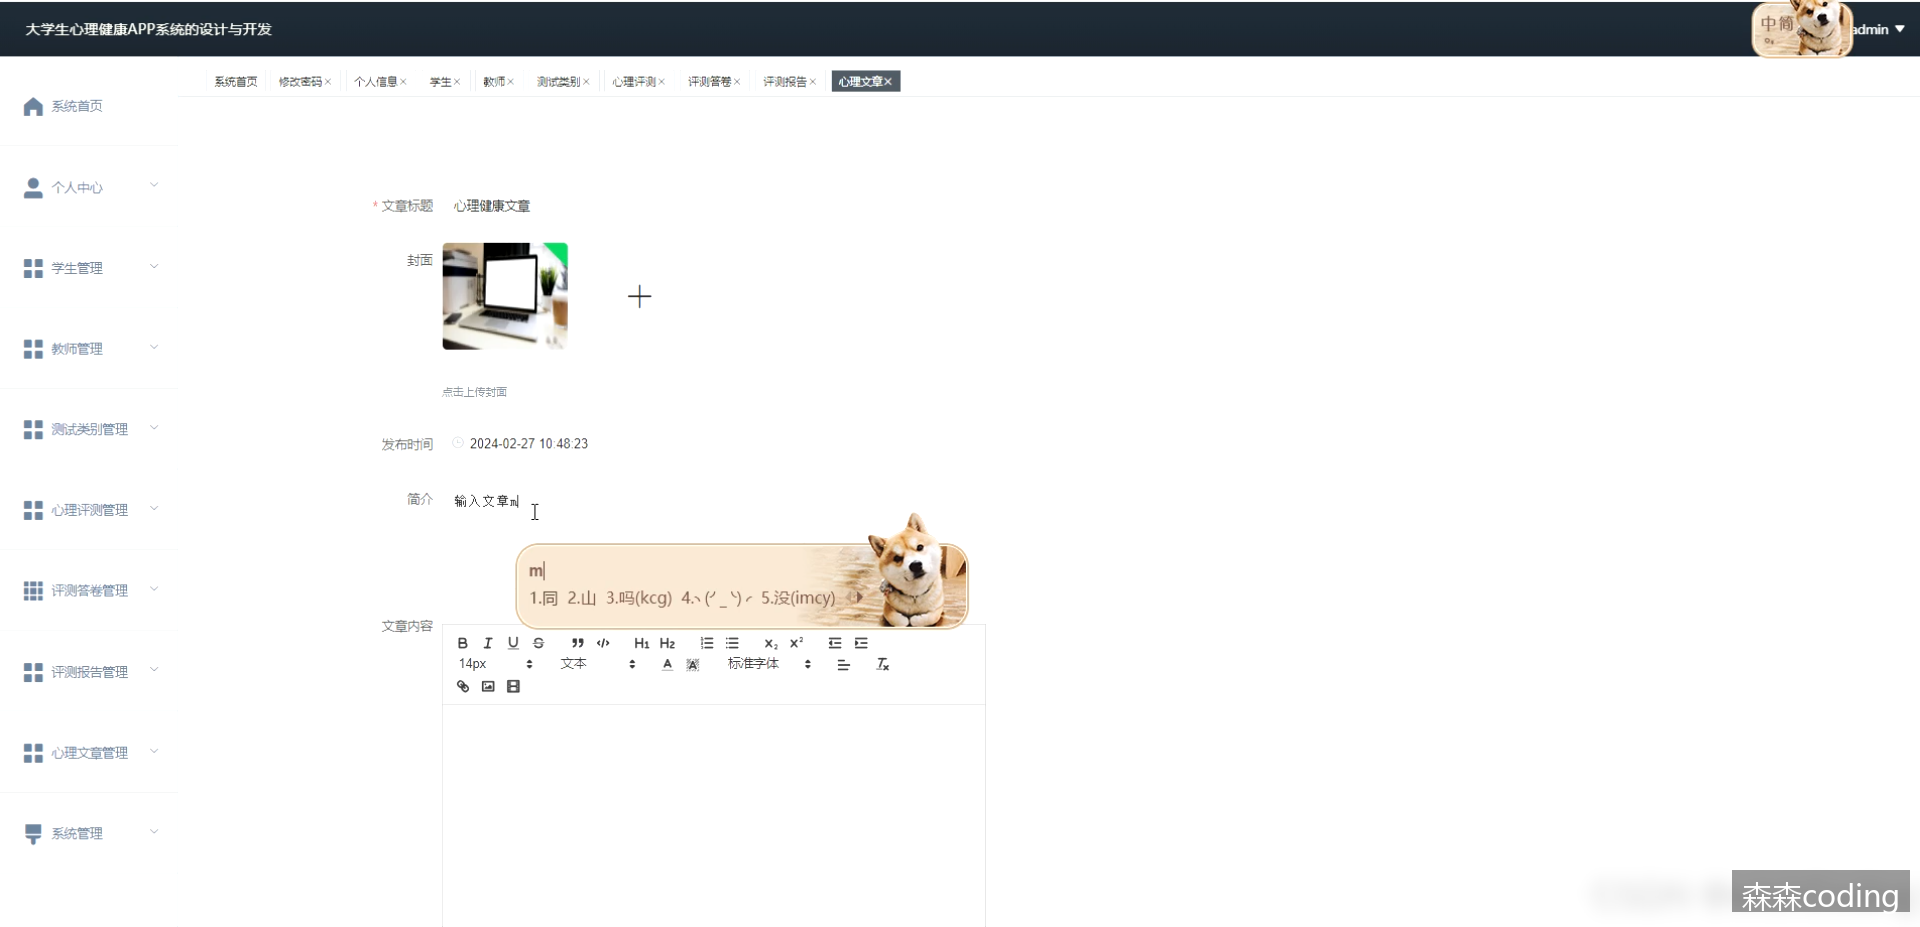 大学生心理健康APP系统的设计与开发
中简
admin
系统首页 修改密码× 个人信息× 学生× 教师× 测试类别× 心理评测× 评测答卷× 评测报告× 心理文章×
系统首页
个人中心
学生管理
教师管理
测试类别管理
心理评测管理
评测答卷管理
评测报告管理
心理文章管理
系统管理
* 文章标题 心理健康文章
封面
点击上传封面
发布时间 2024-02-27 10:48:23
简介 输入文章m
m
1.同 2.山 3.吗(kcg) 4.ヽ(ˊ_ˋ)ˊ 5.没(imcy)
文章内容
B I U S ” </> H1 H2 X₂ X²
14px 文本 A A 标准字体 Tx
森森coding